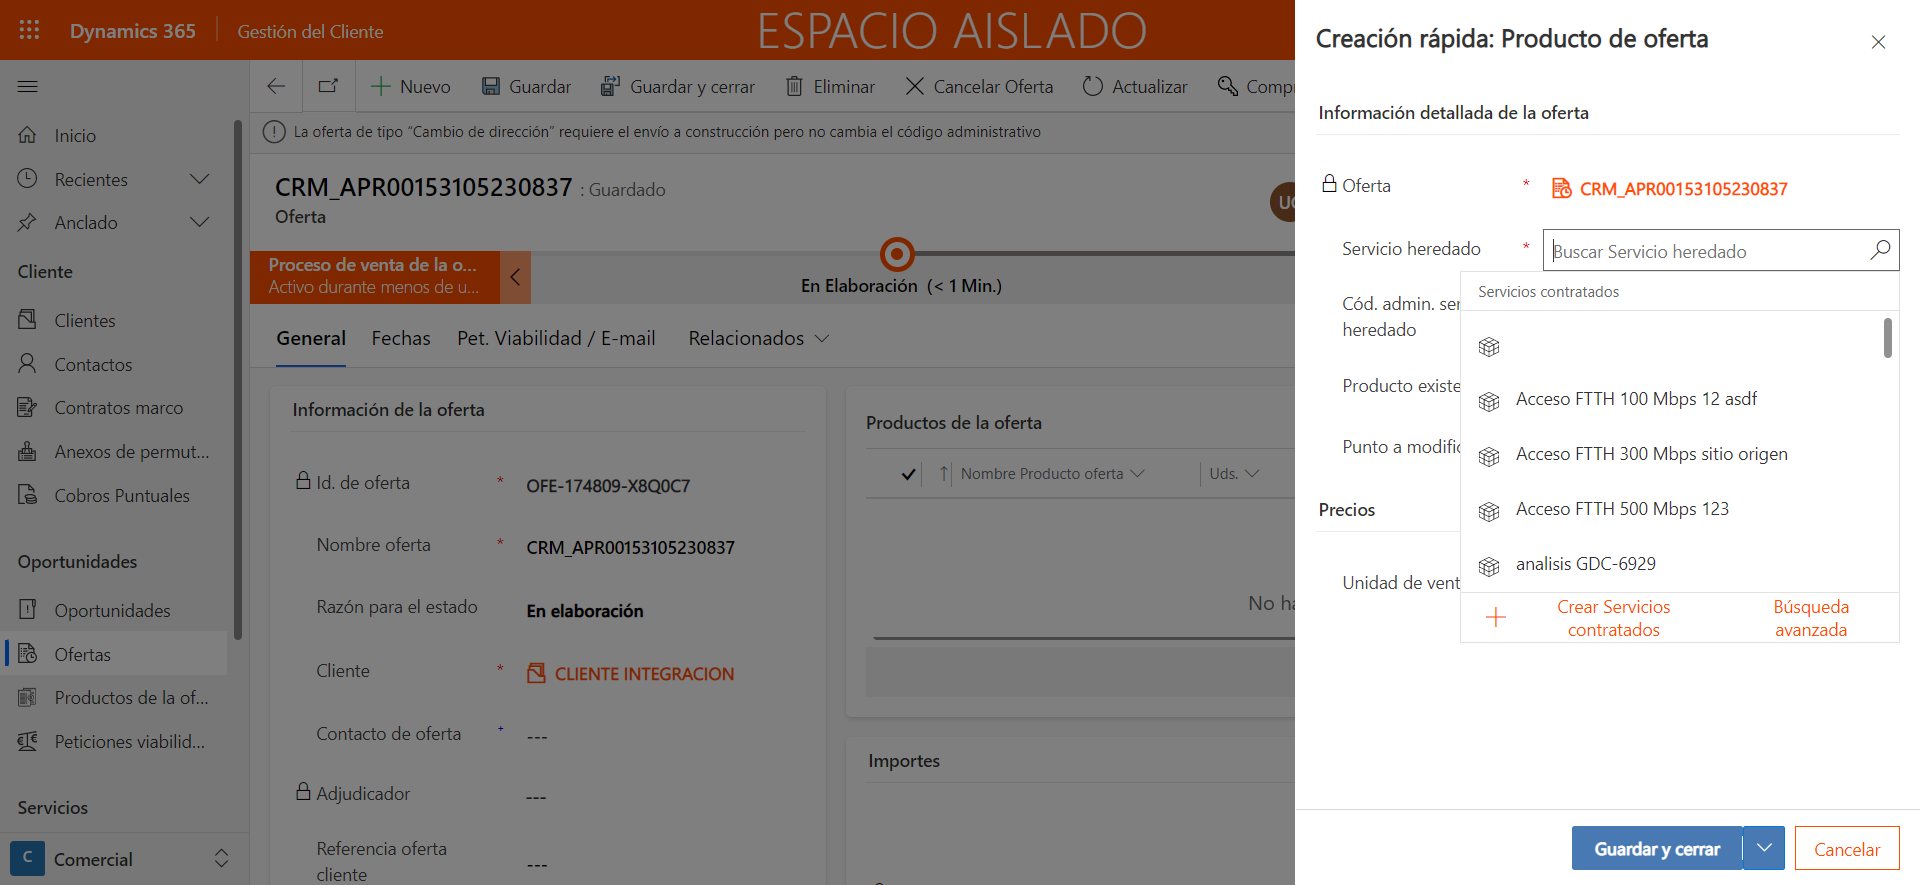 Dynamics 365
Gestión del Cliente
ESPACIO AISLADO
Inicio
Recientes
Anclado
Cliente
Clientes
Contactos
Contratos marco
Anexos de permut...
Cobros Puntuales
Oportunidades
Oportunidades
Ofertas
Productos de la of...
Peticiones viabilid...
Servicios
C
Comercial
Nuevo
Guardar
Guardar y cerrar
Eliminar
Cancelar Oferta
Actualizar
Comp
La oferta de tipo "Cambio de dirección" requiere el envío a construcción pero no cambia el código administrativo
CRM_APR00153105230837 : Guardado
Oferta
Proceso de venta de la o...
Activo durante menos de u...
En Elaboración (< 1 Min.)
General
Fechas
Pet. Viabilidad / E-mail
Relacionados
Información de la oferta
Id. de oferta * OFE-174809-X8Q0C7
Nombre oferta * CRM_APR00153105230837
Razón para el estado En elaboración
Cliente * CLIENTE INTEGRACION
Contacto de oferta + ---
Adjudicador ---
Referencia oferta
cliente ---
Productos de la oferta
Nombre Producto oferta
Uds.
No ha
Importes
Creación rápida: Producto de oferta
Información detallada de la oferta
Oferta * CRM_APR00153105230837
Servicio heredado * Buscar Servicio heredado
Cód. admin. ser
heredado
Producto existe
Punto a modific
Precios
Unidad de vent
Servicios contratados
Acceso FTTH 100 Mbps 12 asdf
Acceso FTTH 300 Mbps sitio origen
Acceso FTTH 500 Mbps 123
analisis GDC-6929
Crear Servicios
contratados
Búsqueda
avanzada
Guardar y cerrar
Cancelar